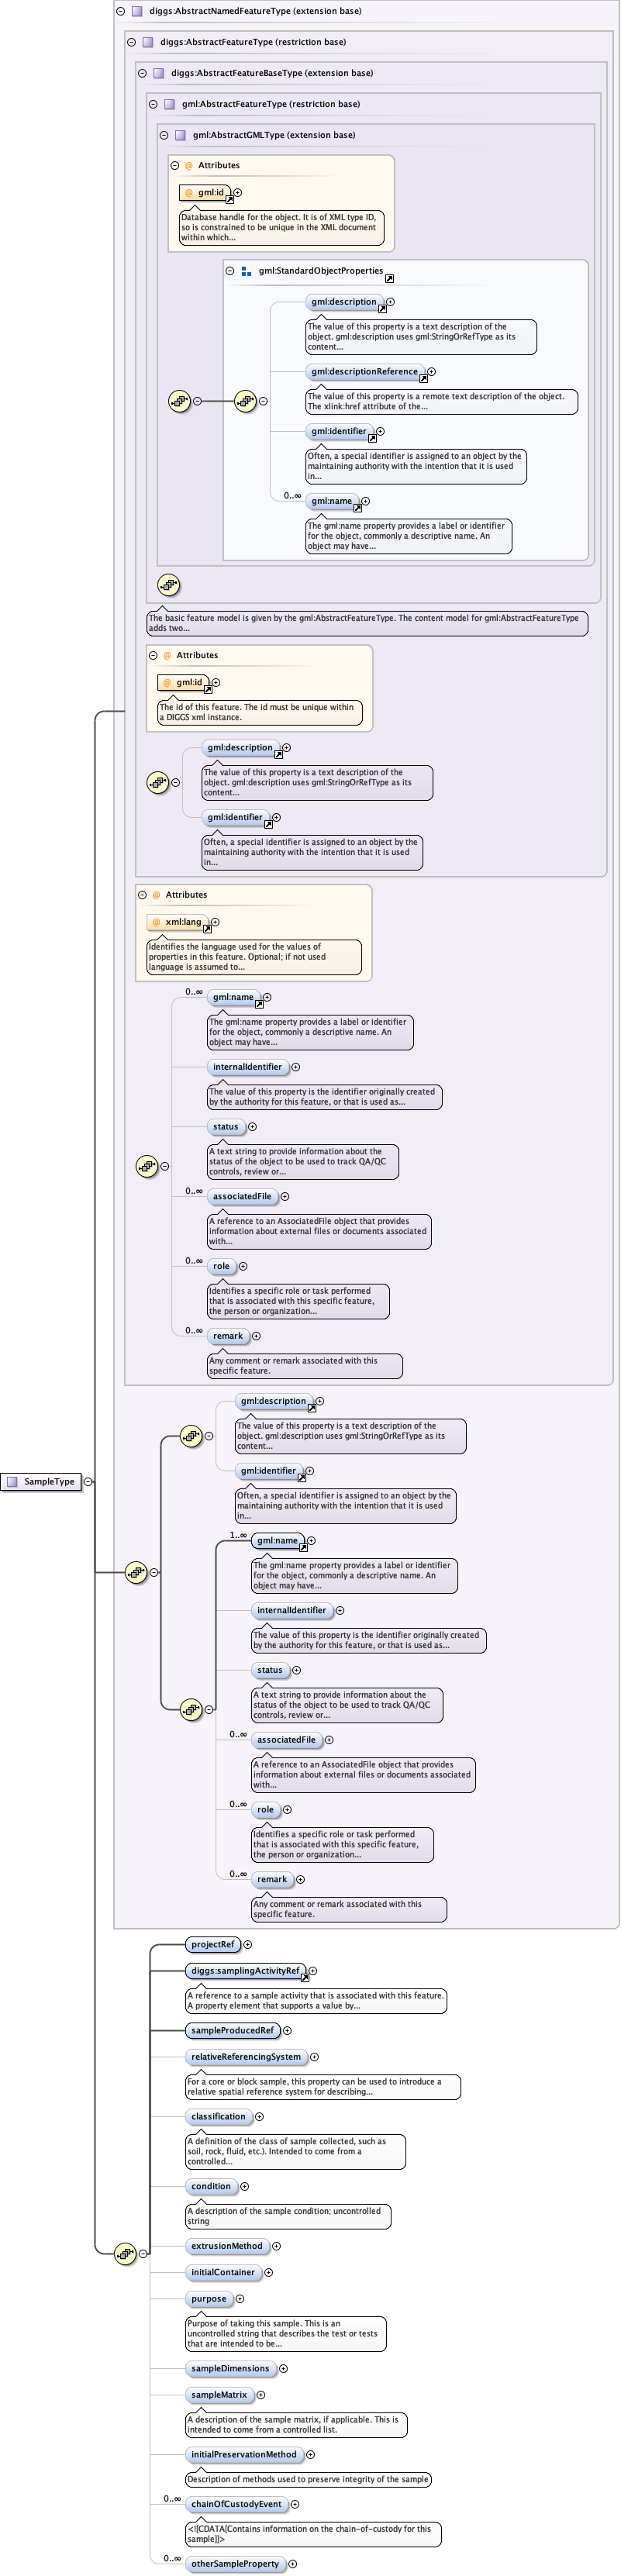 diggs:AbstractNamedFeatureType (extension base)
diggs:AbstractFeatureType (restriction base)
diggs:AbstractFeatureBaseType (extension base)
gml:AbstractFeatureType (restriction base)
gml:AbstractGMLType (extension base)
@ Attributes
@ gml:id
Database handle for the object. It is of XML type ID,
so is constrained to be unique in the XML document
within which...
gml:StandardObjectProperties
gml:description
The value of this property is a text description of the
object. gml:description uses gml:StringOrRefType as its
content...
gml:descriptionReference
The value of this property is a remote text description of the object.
The xlink:href attribute of the...
gml:identifier
Often, a special identifier is assigned to an object by the
maintaining authority with the intention that it is used
in...
0..∞
gml:name
The gml:name property provides a label or identifier
for the object, commonly a descriptive name. An
object may have...
The basic feature model is given by the gml:AbstractFeatureType. The content model for gml:AbstractFeatureType
adds two...
@ Attributes
@ gml:id
The id of this feature. The id must be unique within
a DIGGS xml instance.
gml:description
The value of this property is a text description of the
object. gml:description uses gml:StringOrRefType as its
content...
gml:identifier
Often, a special identifier is assigned to an object by the
maintaining authority with the intention that it is used
in...
@ Attributes
@ xml:lang
Identifies the language used for the values of
properties in this feature. Optional; if not used
language is assumed to...
0..∞
gml:name
The gml:name property provides a label or identifier
for the object, commonly a descriptive name. An
object may have...
internalIdentifier
The value of this property is the identifier originally created
by the authority for this feature, or that is used as...
status
A text string to provide information about the
status of the object to be used to track QA/QC
controls, review or...
0..∞
associatedFile
A reference to an AssociatedFile object that provides
information about external files or documents associated
with...
0..∞
role
Identifies a specific role or task performed
that is associated with this specific feature,
the person or organization...
0..∞
remark
Any comment or remark associated with this
specific feature.
gml:description
The value of this property is a text description of the
object. gml:description uses gml:StringOrRefType as its
content...
gml:identifier
Often, a special identifier is assigned to an object by the
maintaining authority with the intention that it is used
in...
SampleType
1..∞
gml:name
The gml:name property provides a label or identifier
for the object, commonly a descriptive name. An
object may have...
internalIdentifier
The value of this property is the identifier originally created
by the authority for this feature, or that is used as...
status
A text string to provide information about the
status of the object to be used to track QA/QC
controls, review or...
0..∞
associatedFile
A reference to an AssociatedFile object that provides
information about external files or documents associated
with...
0..∞
role
Identifies a specific role or task performed
that is associated with this specific feature,
the person or organization...
0..∞
remark
Any comment or remark associated with this
specific feature.
projectRef
diggs:samplingActivityRef
A reference to a sample activity that is associated with this feature.
A property element that supports a value by...
sampleProducedRef
relativeReferencingSystem
For a core or block sample, this property can be used to introduce a
relative spatial reference system for describing...
classification
A definition of the class of sample collected, such as
soil, rock, fluid, etc.). Intended to come from a
controlled...
condition
A description of the sample condition; uncontrolled
string
extrusionMethod
initialContainer
purpose
Purpose of taking this sample. This is an
uncontrolled string that describes the test or tests
that are intended to be...
sampleDimensions
sampleMatrix
A description of the sample matrix, if applicable. This is
intended to come from a controlled list.
initialPreservationMethod
Description of methods used to preserve integrity of the sample
0..∞
chainOfCustodyEvent
<![CDATA[Contains information on the chain-of-custody for this
sample]]>
0..∞
otherSampleProperty